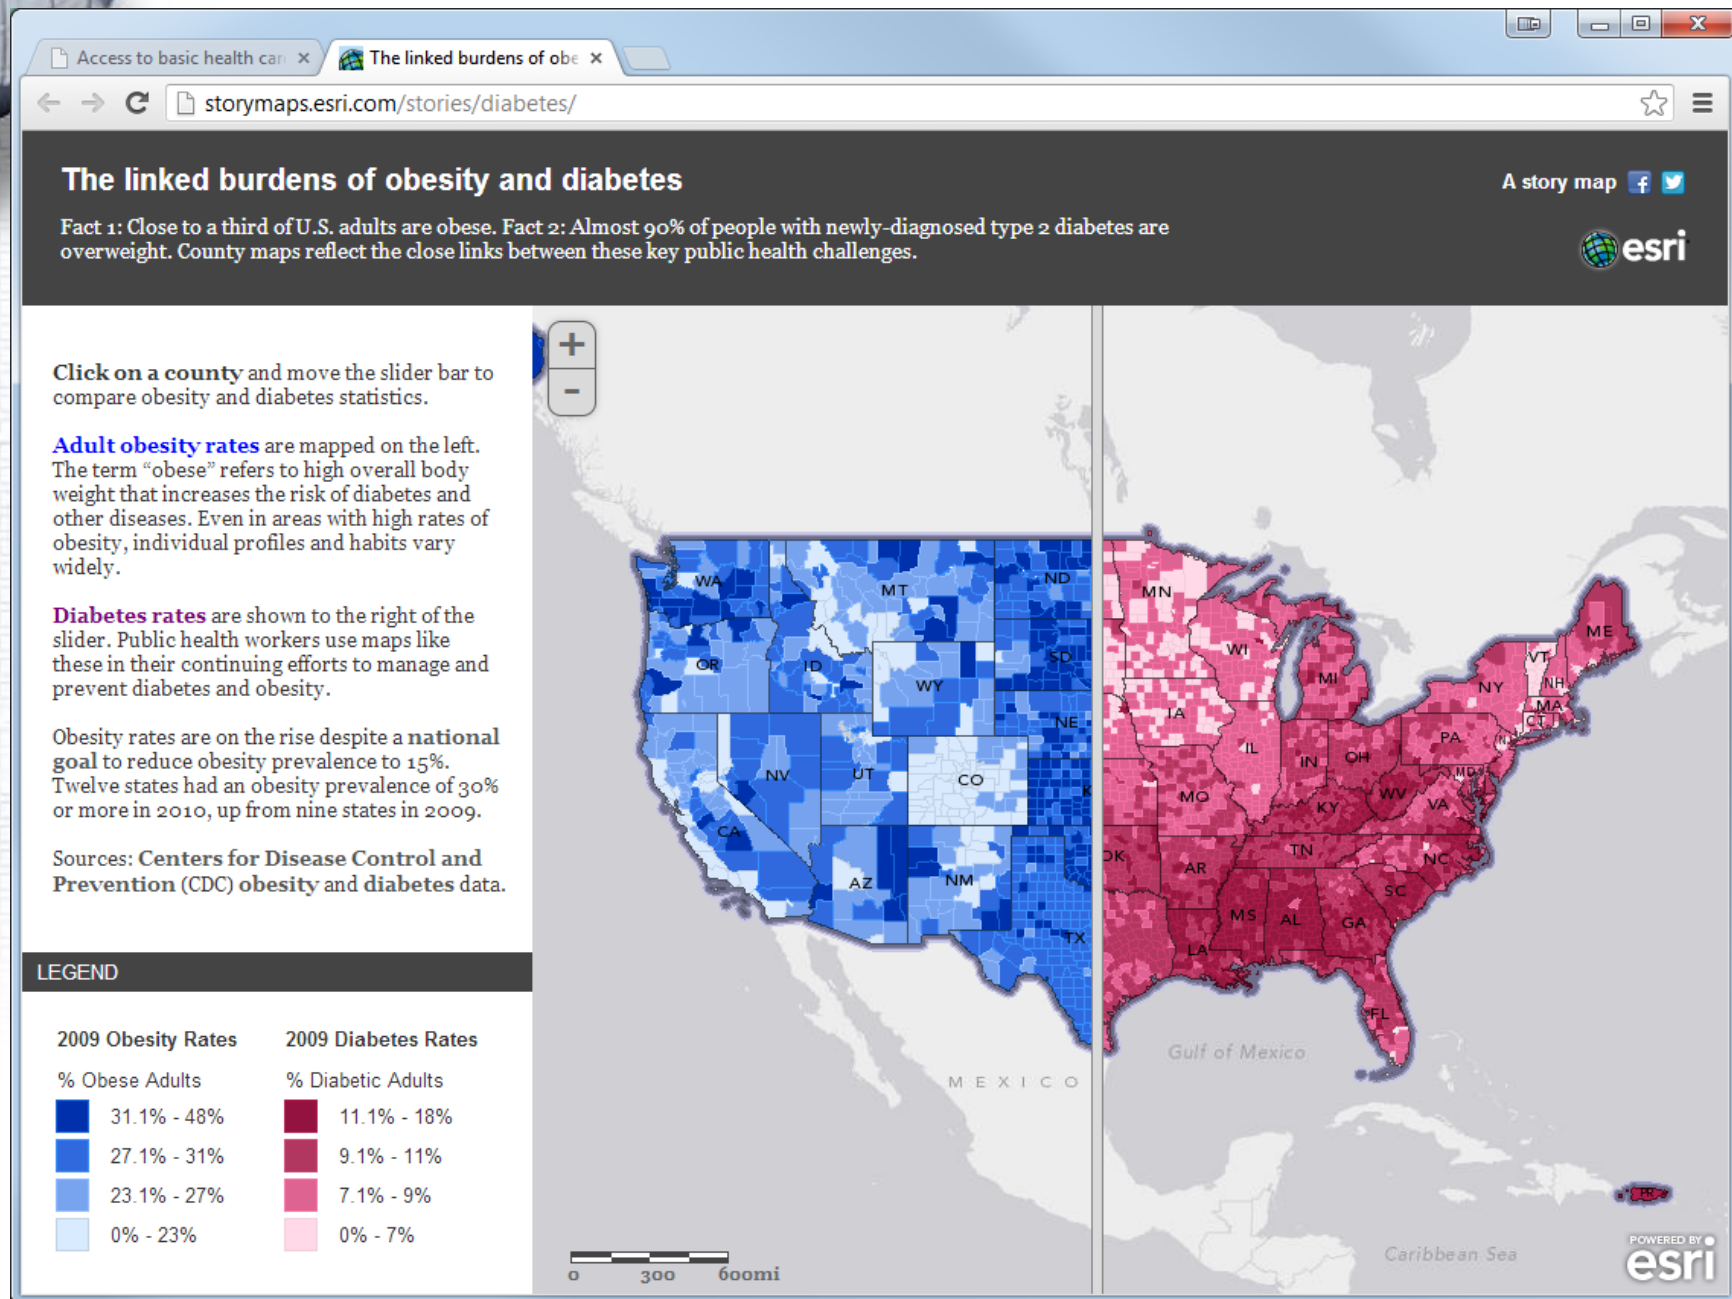 Access to basic health car
The linked burdens of obe
storymaps.esri.com/stories/diabetes/
The linked burdens of obesity and diabetes
A story map
Fact 1: Close to a third of U.S. adults are obese. Fact 2: Almost 90% of people with newly-diagnosed type 2 diabetes are
overweight. County maps reflect the close links between these key public health challenges.
esri
Click on a county and move the slider bar to
compare obesity and diabetes statistics.
Adult obesity rates are mapped on the left.
The term “obese” refers to high overall body
weight that increases the risk of diabetes and
other diseases. Even in areas with high rates of
obesity, individual profiles and habits vary
widely.
Diabetes rates are shown to the right of the
slider. Public health workers use maps like
these in their continuing efforts to manage and
prevent diabetes and obesity.
Obesity rates are on the rise despite a national
goal to reduce obesity prevalence to 15%.
Twelve states had an obesity prevalence of 30%
or more in 2010, up from nine states in 2009.
Sources: Centers for Disease Control and
Prevention (CDC) obesity and diabetes data.
LEGEND
2009 Obesity Rates
% Obese Adults
31.1% - 48%
27.1% - 31%
23.1% - 27%
0% - 23%
2009 Diabetes Rates
% Diabetic Adults
11.1% - 18%
9.1% - 11%
7.1% - 9%
0% - 7%
+
-
WA
MT
ND
MN
OR
ID
SD
WI
ME
WY
MI
VT
NY
NH
NE
IA
MA
CT
NV
UT
CO
K
IL
IN
OH
PA
N
MO
KY
WV
MD
VA
CA
AZ
NM
OK
AR
TN
NC
SC
TX
LA
MS
AL
GA
FL
PR
MEXICO
Gulf of Mexico
Caribbean Sea
0 300 600mi
POWERED BY
esri